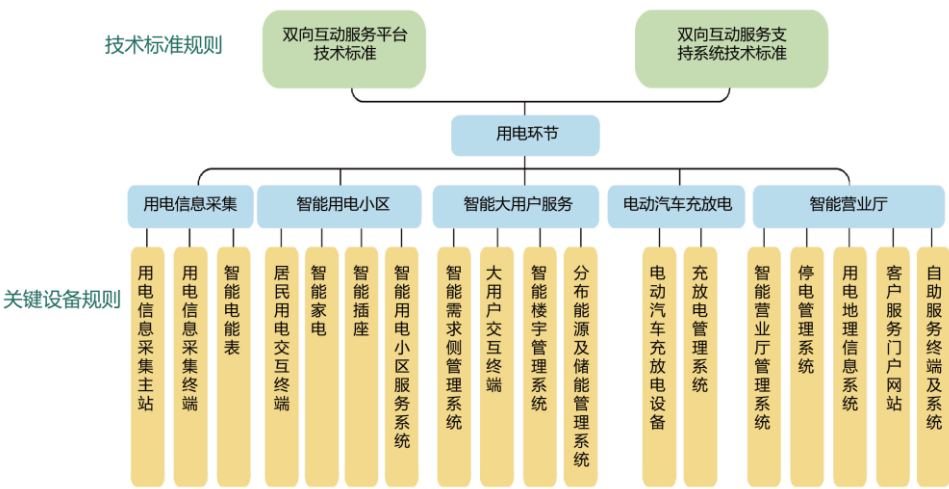 技术标准规则
双向互动服务平台
技术标准
双向互动服务支
持系统技术标准
用电环节
用电信息采集
智能用电小区
智能大用户服务
电动汽车充放电
智能营业厅
关键设备规则
用电信息采集主站
用电信息采集终端
智能电能表
居民用电交互终端
智能家电
智能插座
智能用电小区服务系统
智能需求侧管理系统
大用户交互终端
智能楼宇管理系统
分布能源及储能管理系统
电动汽车充放电设备
充放电管理系统
智能营业厅管理系统
停电管理系统
用电地理信息系统
客户服务门户网站
自助服务终端及系统